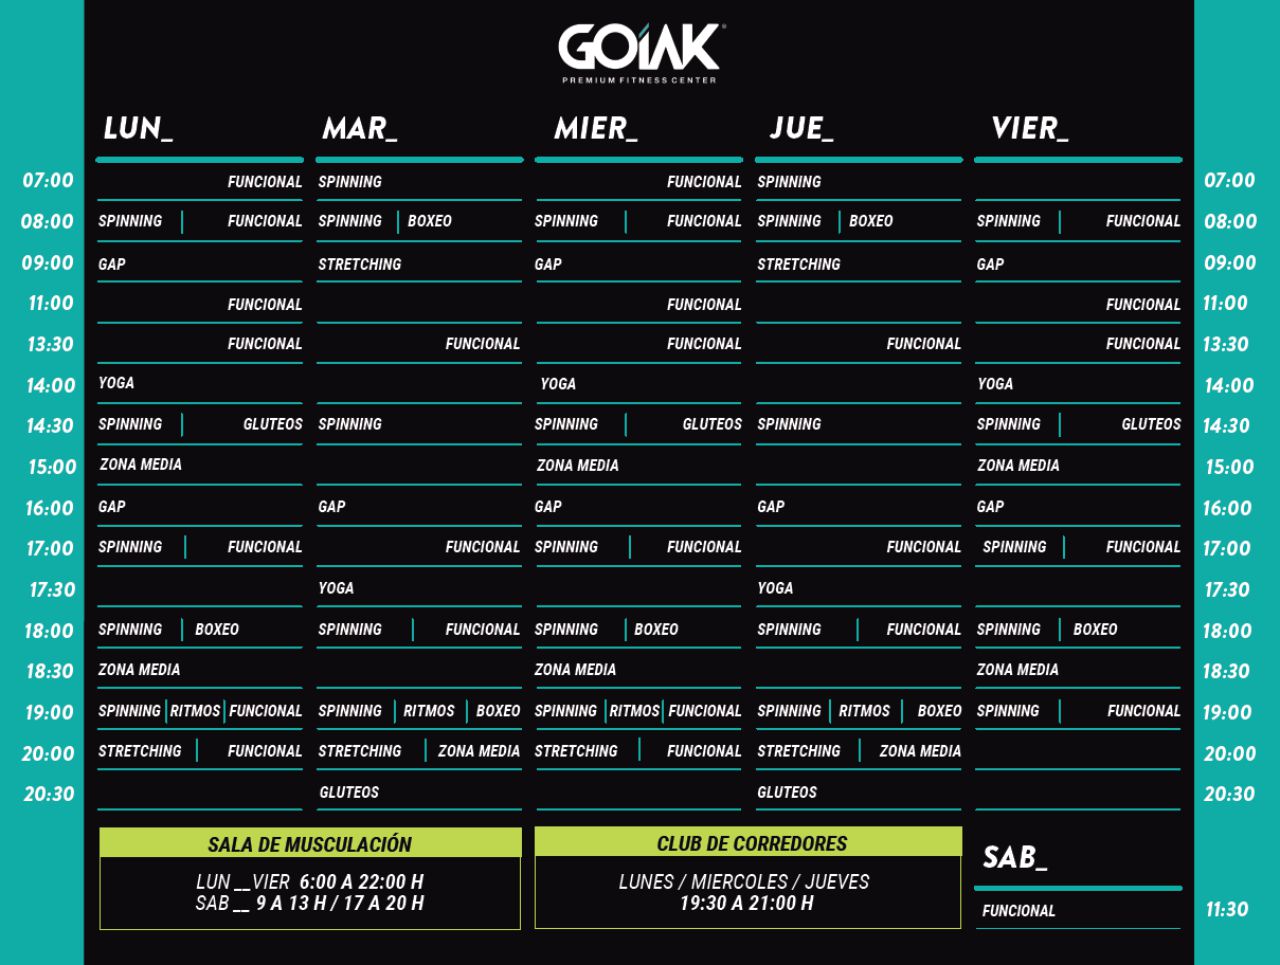 GOIAK®
PREMIUM FITNESS CENTER
LUN_ MAR_ MIER_ JUE_ VIER_
07:00 FUNCIONAL SPINNING FUNCIONAL SPINNING 07:00
08:00 SPINNING | FUNCIONAL SPINNING | BOXEO SPINNING | FUNCIONAL SPINNING | BOXEO SPINNING | FUNCIONAL 08:00
09:00 GAP STRETCHING GAP STRETCHING GAP 09:00
11:00 FUNCIONAL FUNCIONAL FUNCIONAL 11:00
13:30 FUNCIONAL FUNCIONAL FUNCIONAL FUNCIONAL FUNCIONAL 13:30
14:00 YOGA YOGA YOGA 14:00
14:30 SPINNING | GLUTEOS SPINNING SPINNING | GLUTEOS SPINNING SPINNING | GLUTEOS 14:30
15:00 ZONA MEDIA ZONA MEDIA ZONA MEDIA 15:00
16:00 GAP GAP GAP GAP GAP 16:00
17:00 SPINNING | FUNCIONAL FUNCIONAL SPINNING | FUNCIONAL FUNCIONAL SPINNING | FUNCIONAL 17:00
17:30 YOGA YOGA 17:30
18:00 SPINNING | BOXEO SPINNING | FUNCIONAL SPINNING | BOXEO SPINNING | FUNCIONAL SPINNING | BOXEO 18:00
18:30 ZONA MEDIA ZONA MEDIA ZONA MEDIA 18:30
19:00 SPINNING | RITMOS | FUNCIONAL SPINNING | RITMOS | BOXEO SPINNING | RITMOS | FUNCIONAL SPINNING | RITMOS | BOXEO SPINNING | FUNCIONAL 19:00
20:00 STRETCHING | FUNCIONAL STRETCHING | ZONA MEDIA STRETCHING | FUNCIONAL STRETCHING | ZONA MEDIA 20:00
20:30 GLUTEOS GLUTEOS 20:30
SALA DE MUSCULACIÓN
LUN __VIER 6:00 A 22:00 H
SAB __ 9 A 13 H / 17 A 20 H
CLUB DE CORREDORES
LUNES / MIERCOLES / JUEVES
19:30 A 21:00 H
SAB_
FUNCIONAL 11:30